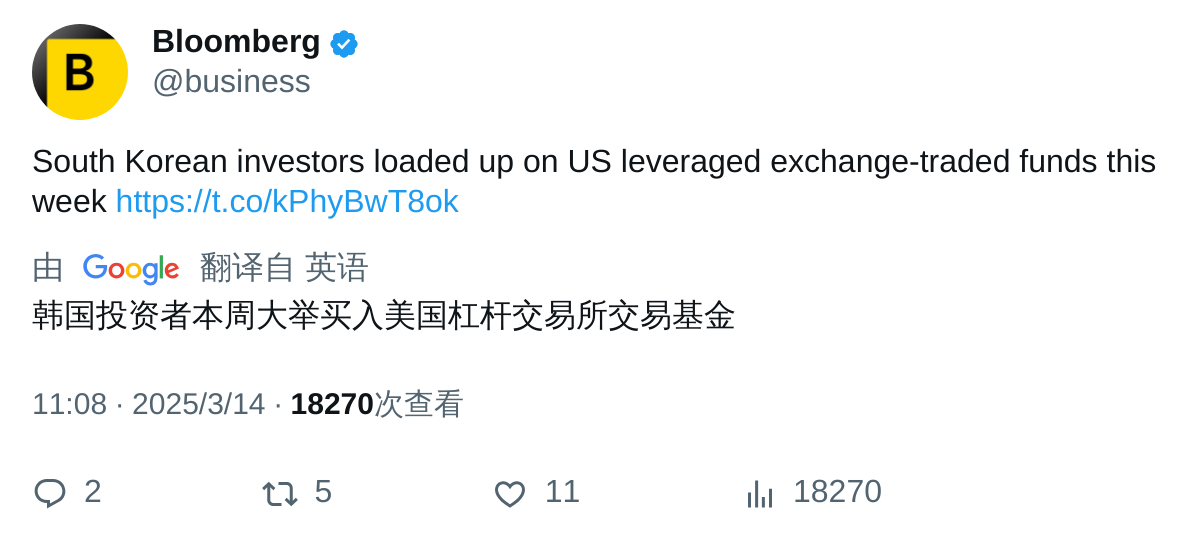 B
Bloomberg
@business
South Korean investors loaded up on US leveraged exchange-traded funds this
week https://t.co/kPhyBwT8ok
由 Google 翻译自 英语
韩国投资者本周大举买入美国杠杆交易所交易基金
11:08 · 2025/3/14 · 18270次查看
2 5 11 18270